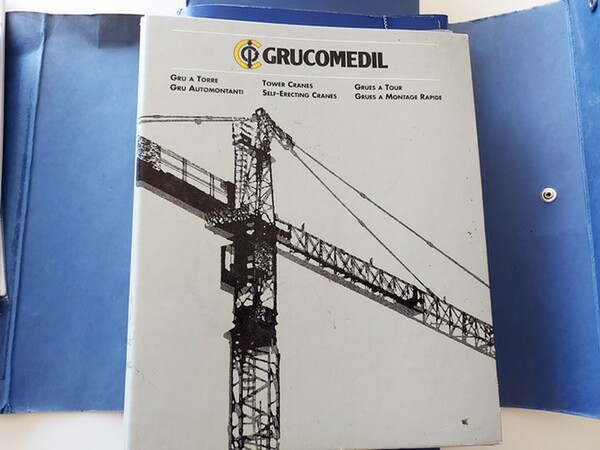 GRUCOMEDIL
Gru a Torre
Gru Automontanti
Tower Cranes
Self-Erecting Cranes
Grues a Tour
Grues a Montage Rapide